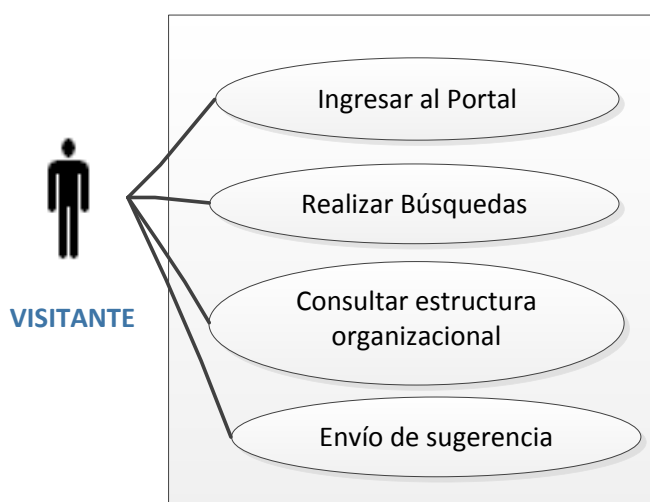 Ingresar al Portal
Realizar Búsquedas
VISITANTE
Consultar estructura
organizacional
Envío de sugerencia